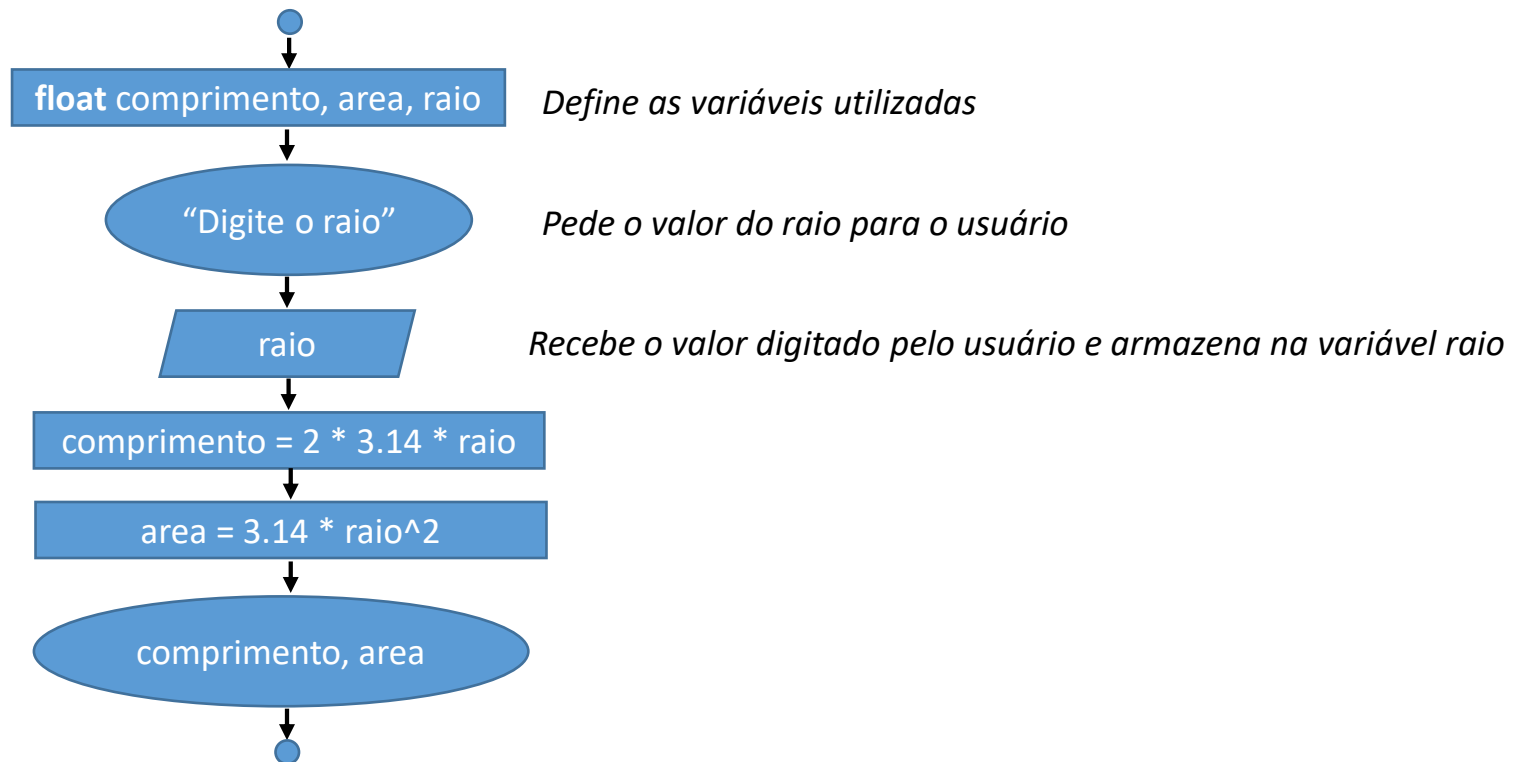 float comprimento, area, raio
Define as variáveis utilizadas
“Digite o raio”
Pede o valor do raio para o usuário
raio
Recebe o valor digitado pelo usuário e armazena na variável raio
comprimento = 2 * 3.14 * raio
area = 3.14 * raio^2
comprimento, area